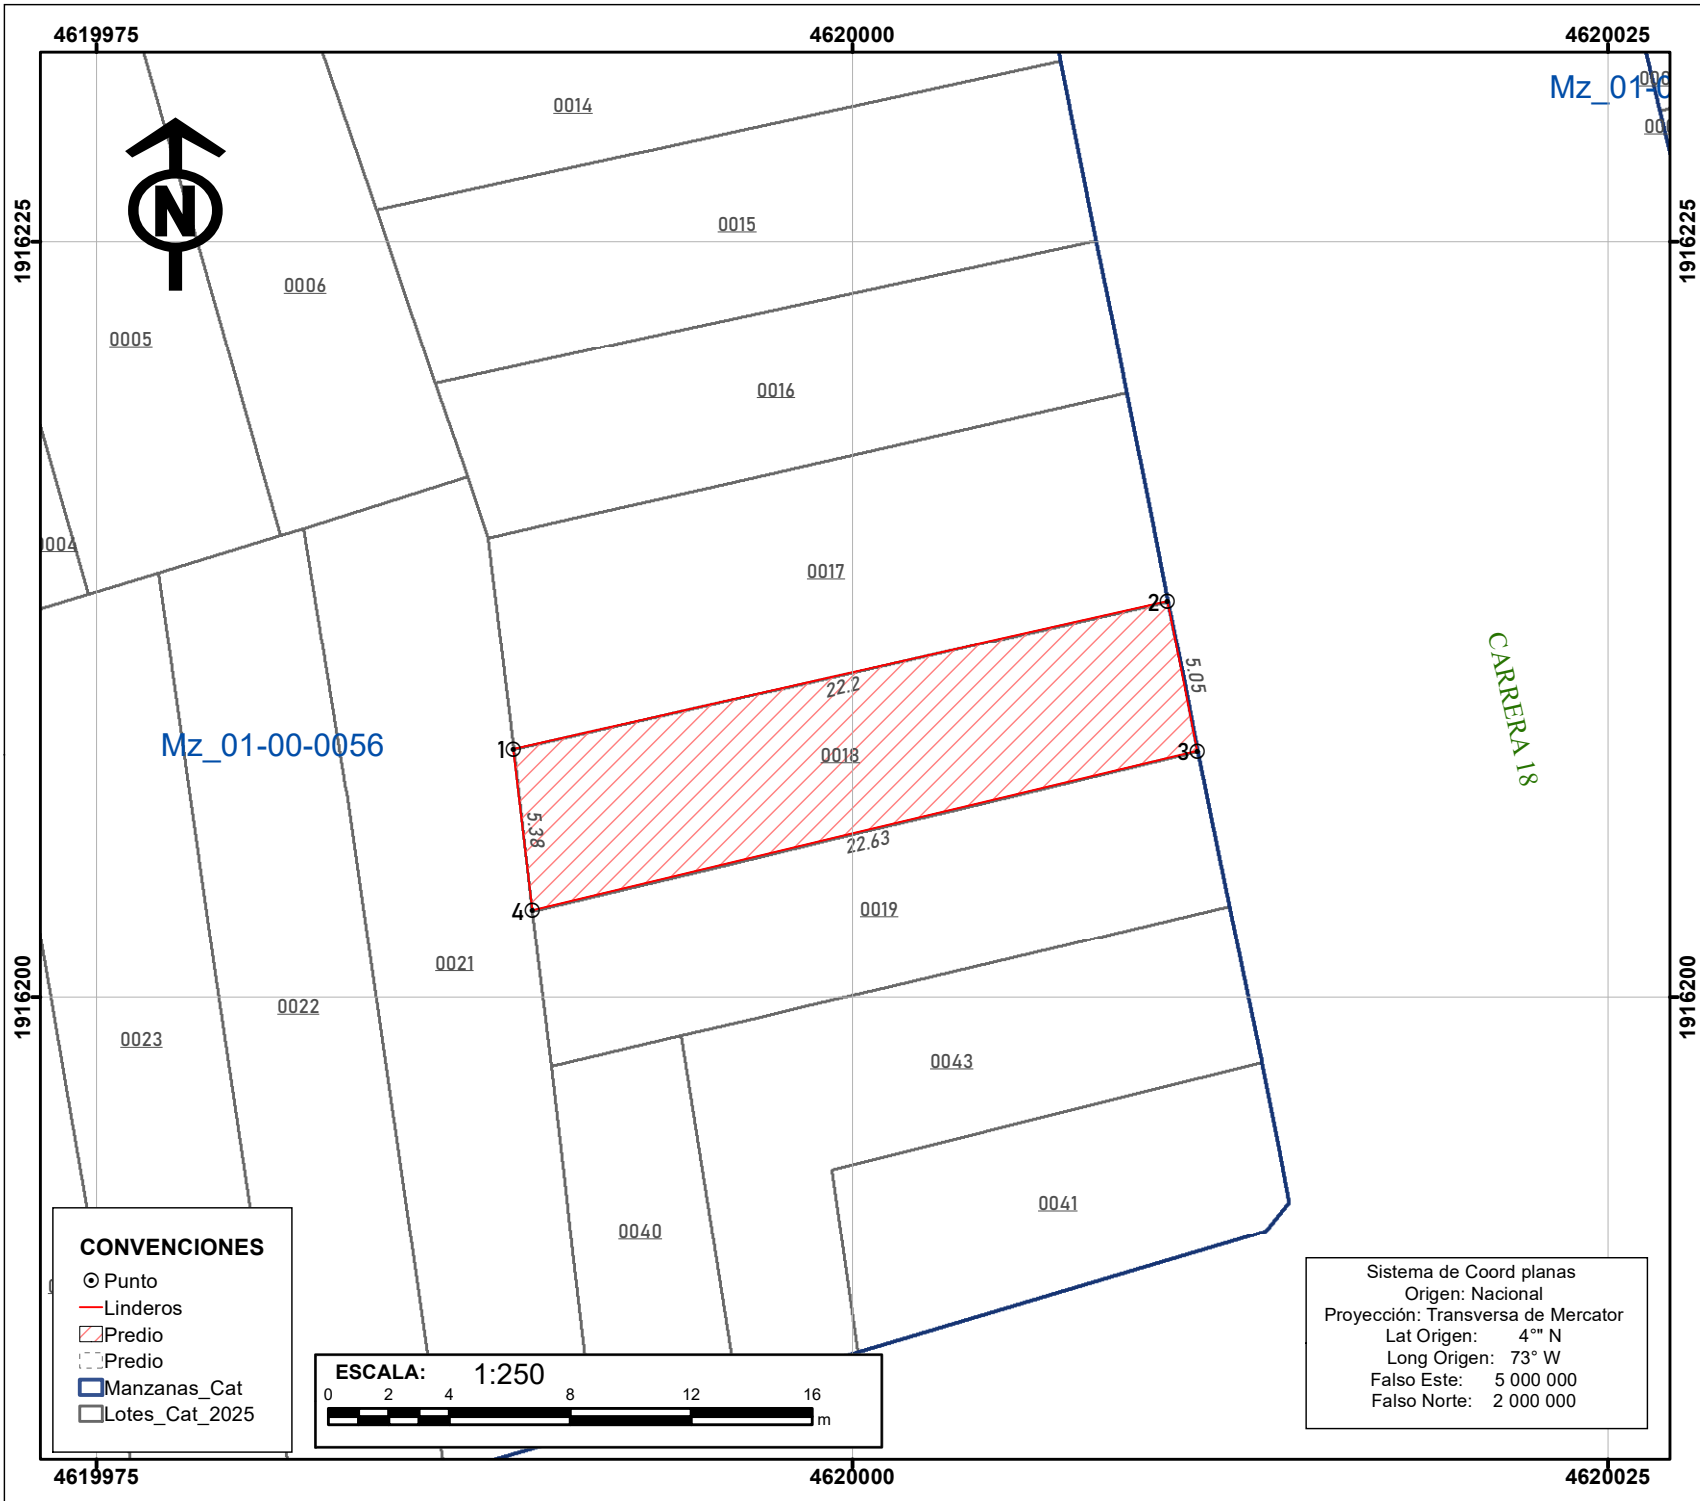 4619975
4620000
4620025
Mz_01-0
0014
N
0015
1916225
1916225
0006
0005
0016
004
0017
2
CARRERA 18
5.05
22.2
1
Mz_01-00-0056
0018
3
5.38
22.63
4
0019
0021
1916200
1916200
0022
0023
0043
0041
0040
CONVENCIONES
Punto
Linderos
Predio
Predio
Manzanas_Cat
Lotes_Cat_2025
ESCALA: 1:250
0 2 4 8 12 16
m
Sistema de Coord planas
Origen: Nacional
Proyección: Transversa de Mercator
Lat Origen: 4°" N
Long Origen: 73° W
Falso Este: 5 000 000
Falso Norte: 2 000 000
4619975
4620000
4620025